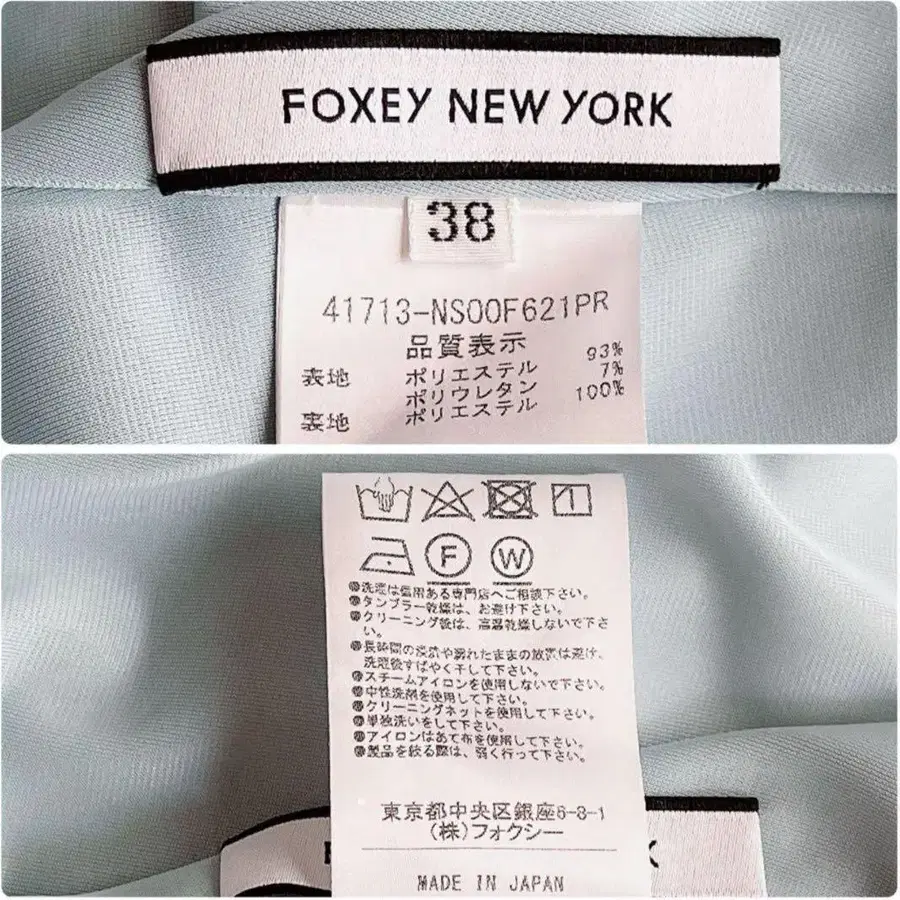 FOXEY NEW YORK
38
41713-NS00F621PR
品質表示
表地 ポリエステル 93%
ポリウレタン 7%
裏地 ポリエステル 100%
F W
洗濯は信用ある専門店へご相談下さい。
タンブラー乾燥は、お避け下さい。
クリーニング後は、高温乾燥しないで下さ
い。
長時間の浸漬や濡れたままの放置は避け、
洗濯後すばやく干して下さい。
スチームアイロンを使用しないで下さい。
中性洗剤を使用して下さい。
クリーニングネットを使用して下さい。
単独洗いをして下さい。
アイロンはあて布を使用して下さい。
製品を絞る際は、弱く行って下さい。
東京都中央区銀座6-3-1
(株)フォクシー
MADE IN JAPAN